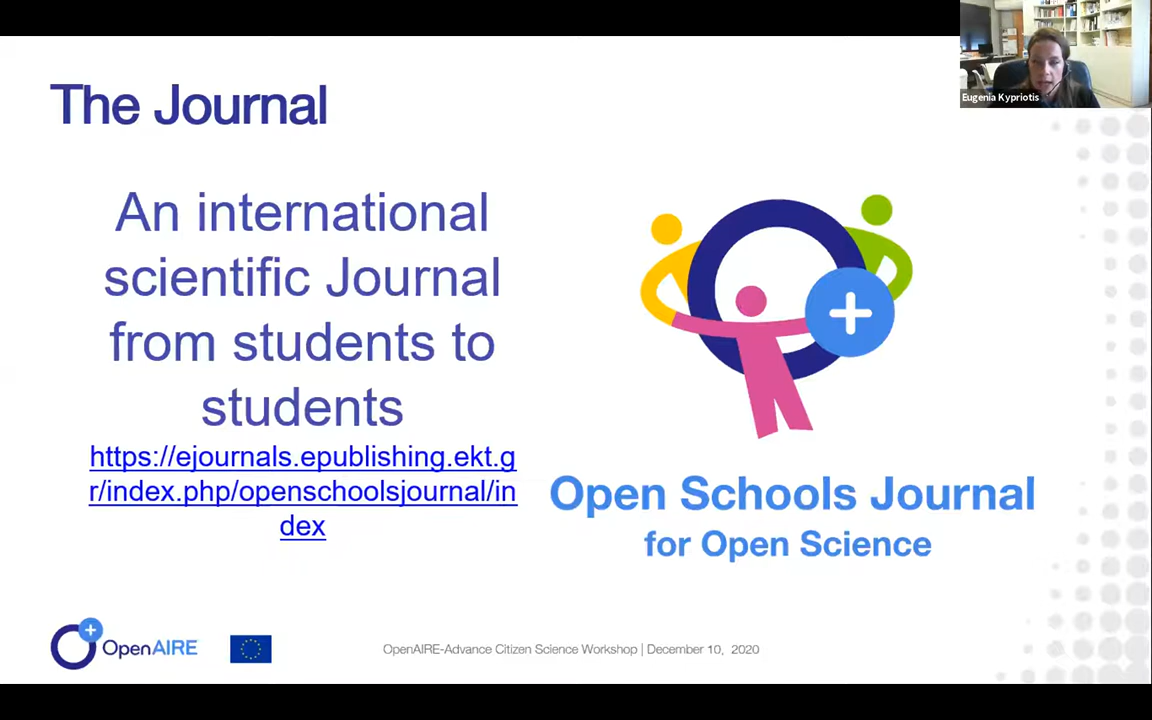 Eugenia Kypriotis
The Journal
An international
scientific Journal
from students to
students
https://ejournals.epublishing.ekt.g
r/index.php/openschoolsjournal/in
dex
Open Schools Journal
for Open Science
OpenAIRE
OpenAIRE-Advance Citizen Science Workshop | December 10, 2020